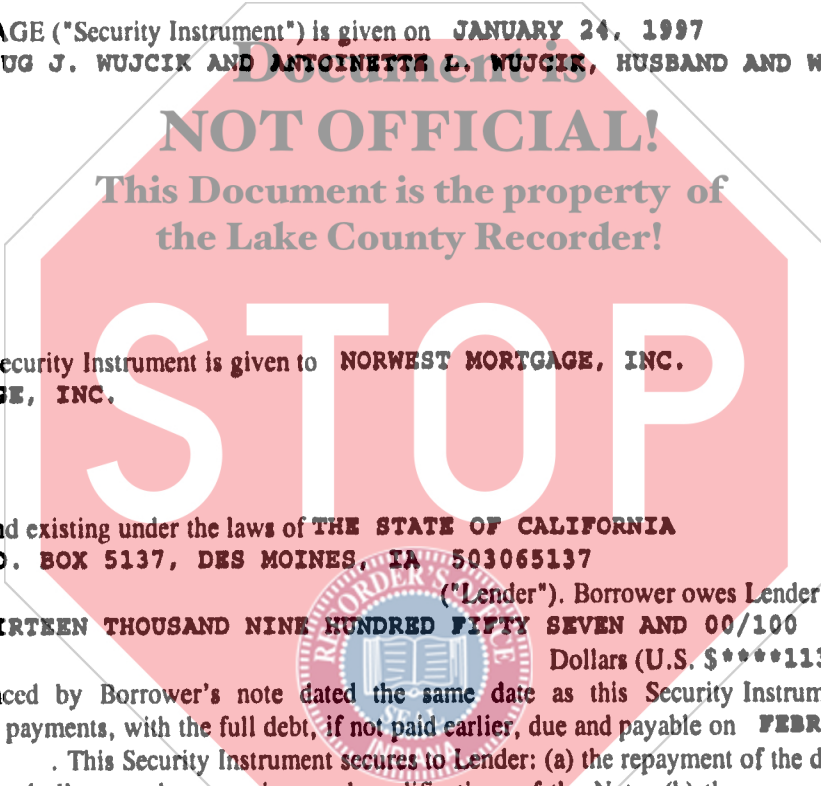 AGE ("Security Instrument") is given on JANUARY 24, 1997
UG J. WUJCIK AND ANTOINETTE L. WUJCIK, HUSBAND AND W
Document is
NOT OFFICIAL!
This Document is the property of
the Lake County Recorder!
ecurity Instrument is given to NORWEST MORTGAGE, INC.
GE, INC.
STOP
nd existing under the laws of THE STATE OF CALIFORNIA
O. BOX 5137, DES MOINES, IA 503065137
("Lender"). Borrower owes Lender
IRTEEN THOUSAND NINE HUNDRED FIFTY SEVEN AND 00/100
Dollars (U.S. $****113
nced by Borrower's note dated the same date as this Security Instrum
payments, with the full debt, if not paid earlier, due and payable on FEBR
. This Security Instrument secures to Lender: (a) the repayment of the d
RECORDER'S OFFICE
INDIANA